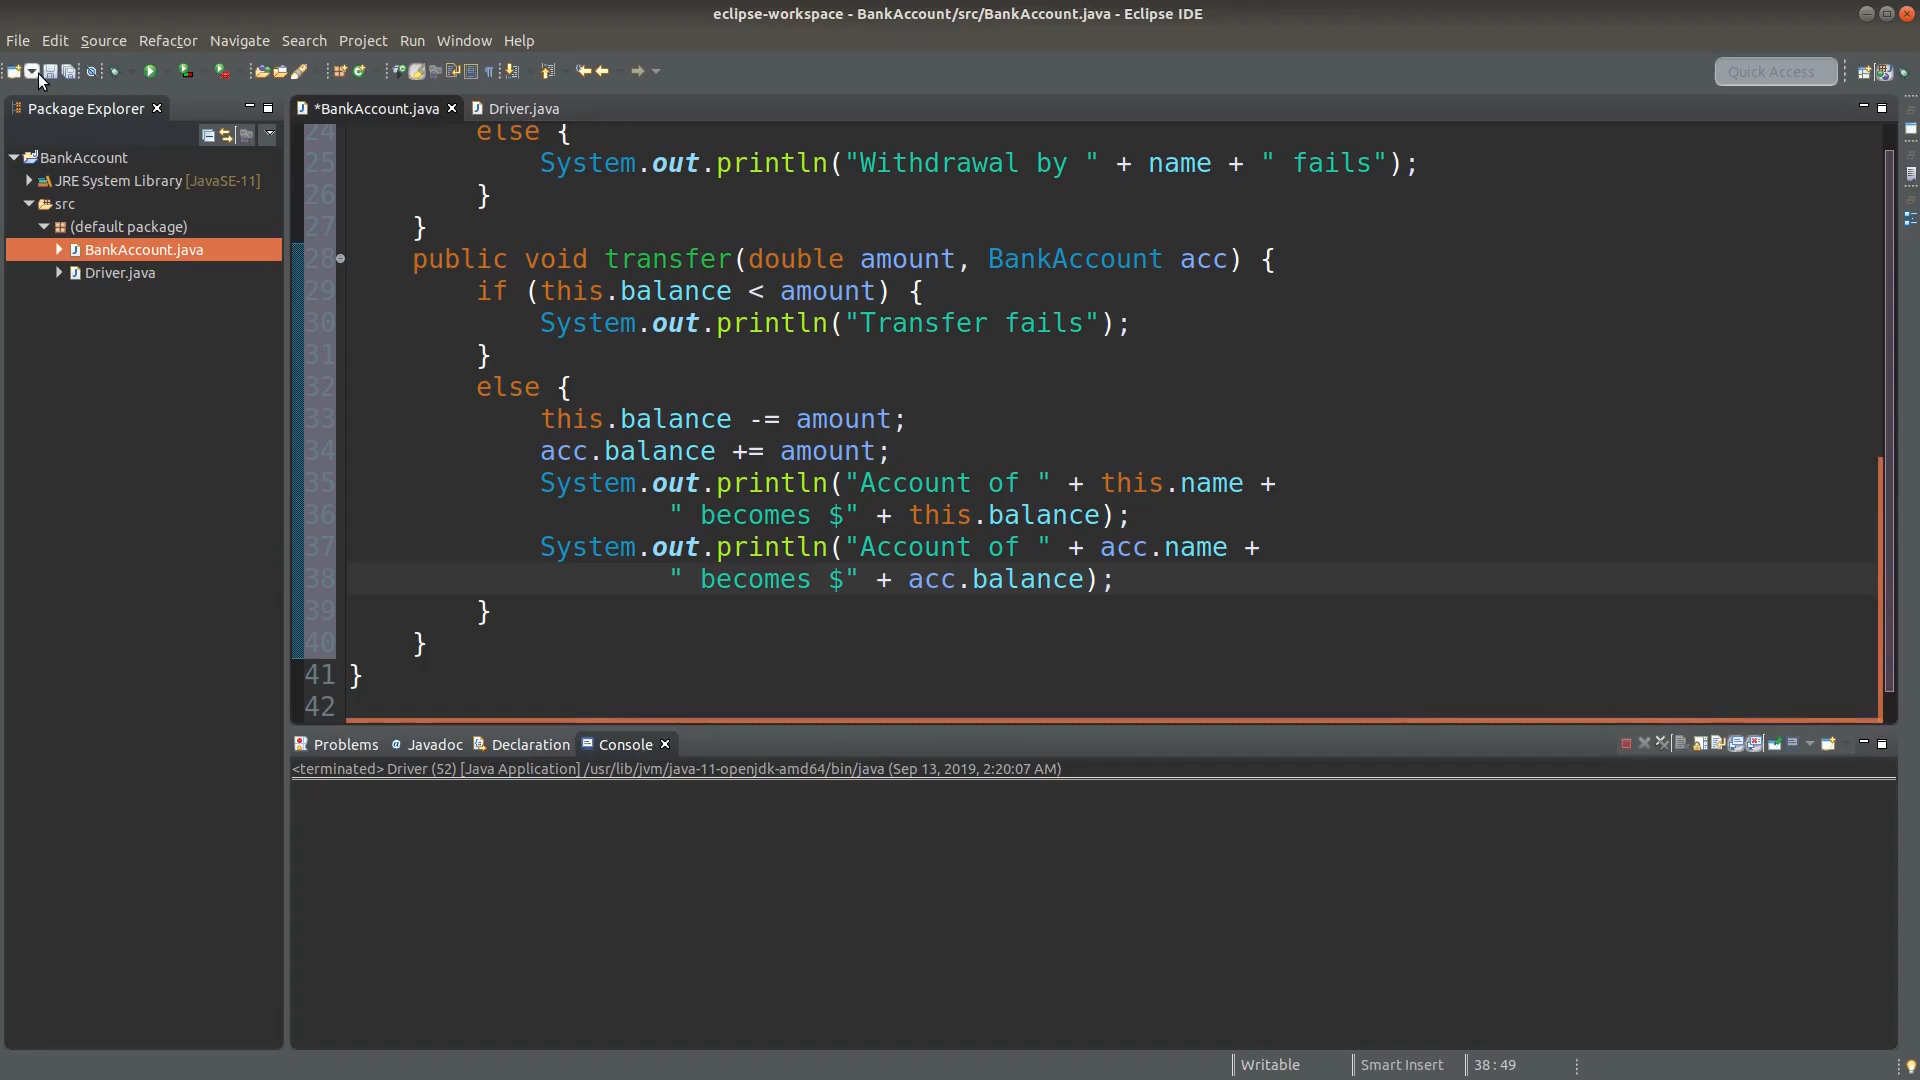 eclipse-workspace - BankAccount/src/BankAccount.java - Eclipse IDE
File Edit Source Refactor Navigate Search Project Run Window Help
Quick Access
Package Explorer
*BankAccount.java
Driver.java
BankAccount
JRE System Library [JavaSE-11]
src
(default package)
BankAccount.java
Driver.java
24 else {
25 System.out.println("Withdrawal by " + name + " fails");
26 }
27 }
28 public void transfer(double amount, BankAccount acc) {
29 if (this.balance < amount) {
30 System.out.println("Transfer fails");
31 }
32 else {
33 this.balance -= amount;
34 acc.balance += amount;
35 System.out.println("Account of " + this.name +
36 " becomes $" + this.balance);
37 System.out.println("Account of " + acc.name +
38 " becomes $" + acc.balance);
39 }
40 }
41 }
42
Problems Javadoc Declaration Console
<terminated> Driver (52) [Java Application] /usr/lib/jvm/java-11-openjdk-amd64/bin/java (Sep 13, 2019, 2:20:07 AM)
Writable Smart Insert 38:49